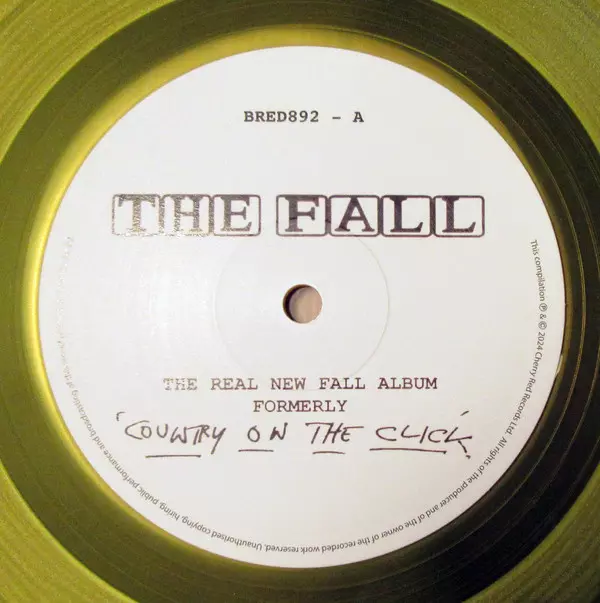 BRED892 - A
THE FALL
THE REAL NEW FALL ALBUM
FORMERLY
'COUNTRY ON THE CLICK'
This compilation ℗ & © 2024 Cherry Red Records Ltd. All rights of the producer and of the owner of the recorded work reserved. Unauthorised copying, hiring, public performance and broadcasting